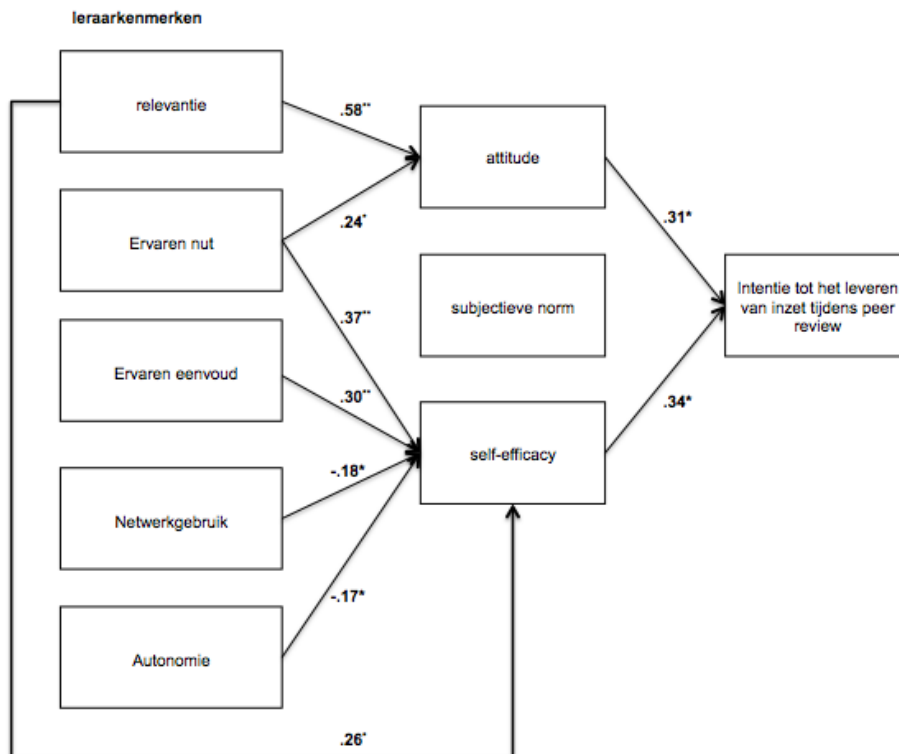 leraarkenmerken
relevantie
.58**
attitude
Ervaren nut
.24*
.31*
subjectieve norm
Intentie tot het leveren
van inzet tijdens peer
review
.37**
Ervaren eenvoud
.30**
.34*
self-efficacy
-.18*
Netwerkgebruik
-.17*
Autonomie
.26*